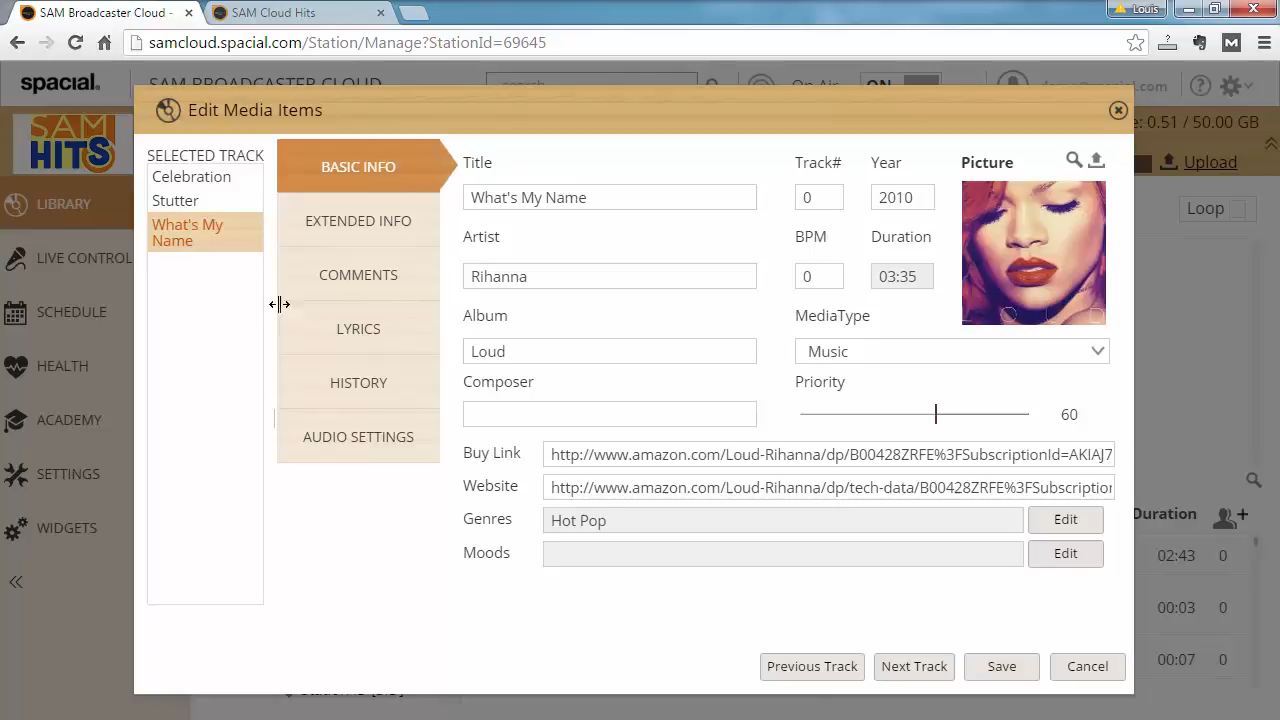 SAM Broadcaster Cloud -
SAM Cloud Hits
Louis
samcloud.spacial.com/Station/Manage?StationId=69645
M
spacial.
SAM BROADCASTER CLOUD
search
On Air
ON
spacial.com
SAM
HITS
0.51 / 50.00 GB
Upload
Edit Media Items
LIBRARY
LIVE CONTROL
SCHEDULE
HEALTH
ACADEMY
SETTINGS
WIDGETS
SELECTED TRACK
Celebration
Stutter
What's My
Name
BASIC INFO
EXTENDED INFO
COMMENTS
LYRICS
HISTORY
AUDIO SETTINGS
Title
Track#
Year
Picture
What's My Name
0
2010
Artist
BPM
Duration
Rihanna
0
03:35
Album
MediaType
Loud
Music
Composer
Priority
60
Buy Link
http://www.amazon.com/Loud-Rihanna/dp/B00428ZRFE%3FSubscriptionId=AKIAJ7
Website
http://www.amazon.com/Loud-Rihanna/dp/tech-data/B00428ZRFE%3FSubscription
Genres
Hot Pop
Edit
Moods
Edit
Previous Track
Next Track
Save
Cancel
Loop
Duration
02:43 0
00:03 0
00:07 0